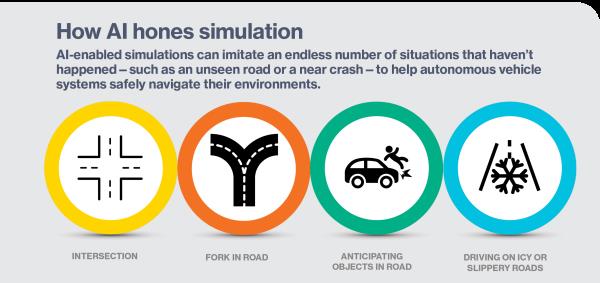 How AI hones simulation
AI-enabled simulations can imitate an endless number of situations that haven't
happened – such as an unseen road or a near crash – to help autonomous vehicle
systems safely navigate their environments.
INTERSECTION
FORK IN ROAD
ANTICIPATING
OBJECTS IN ROAD
DRIVING ON ICY OR
SLIPPERY ROADS